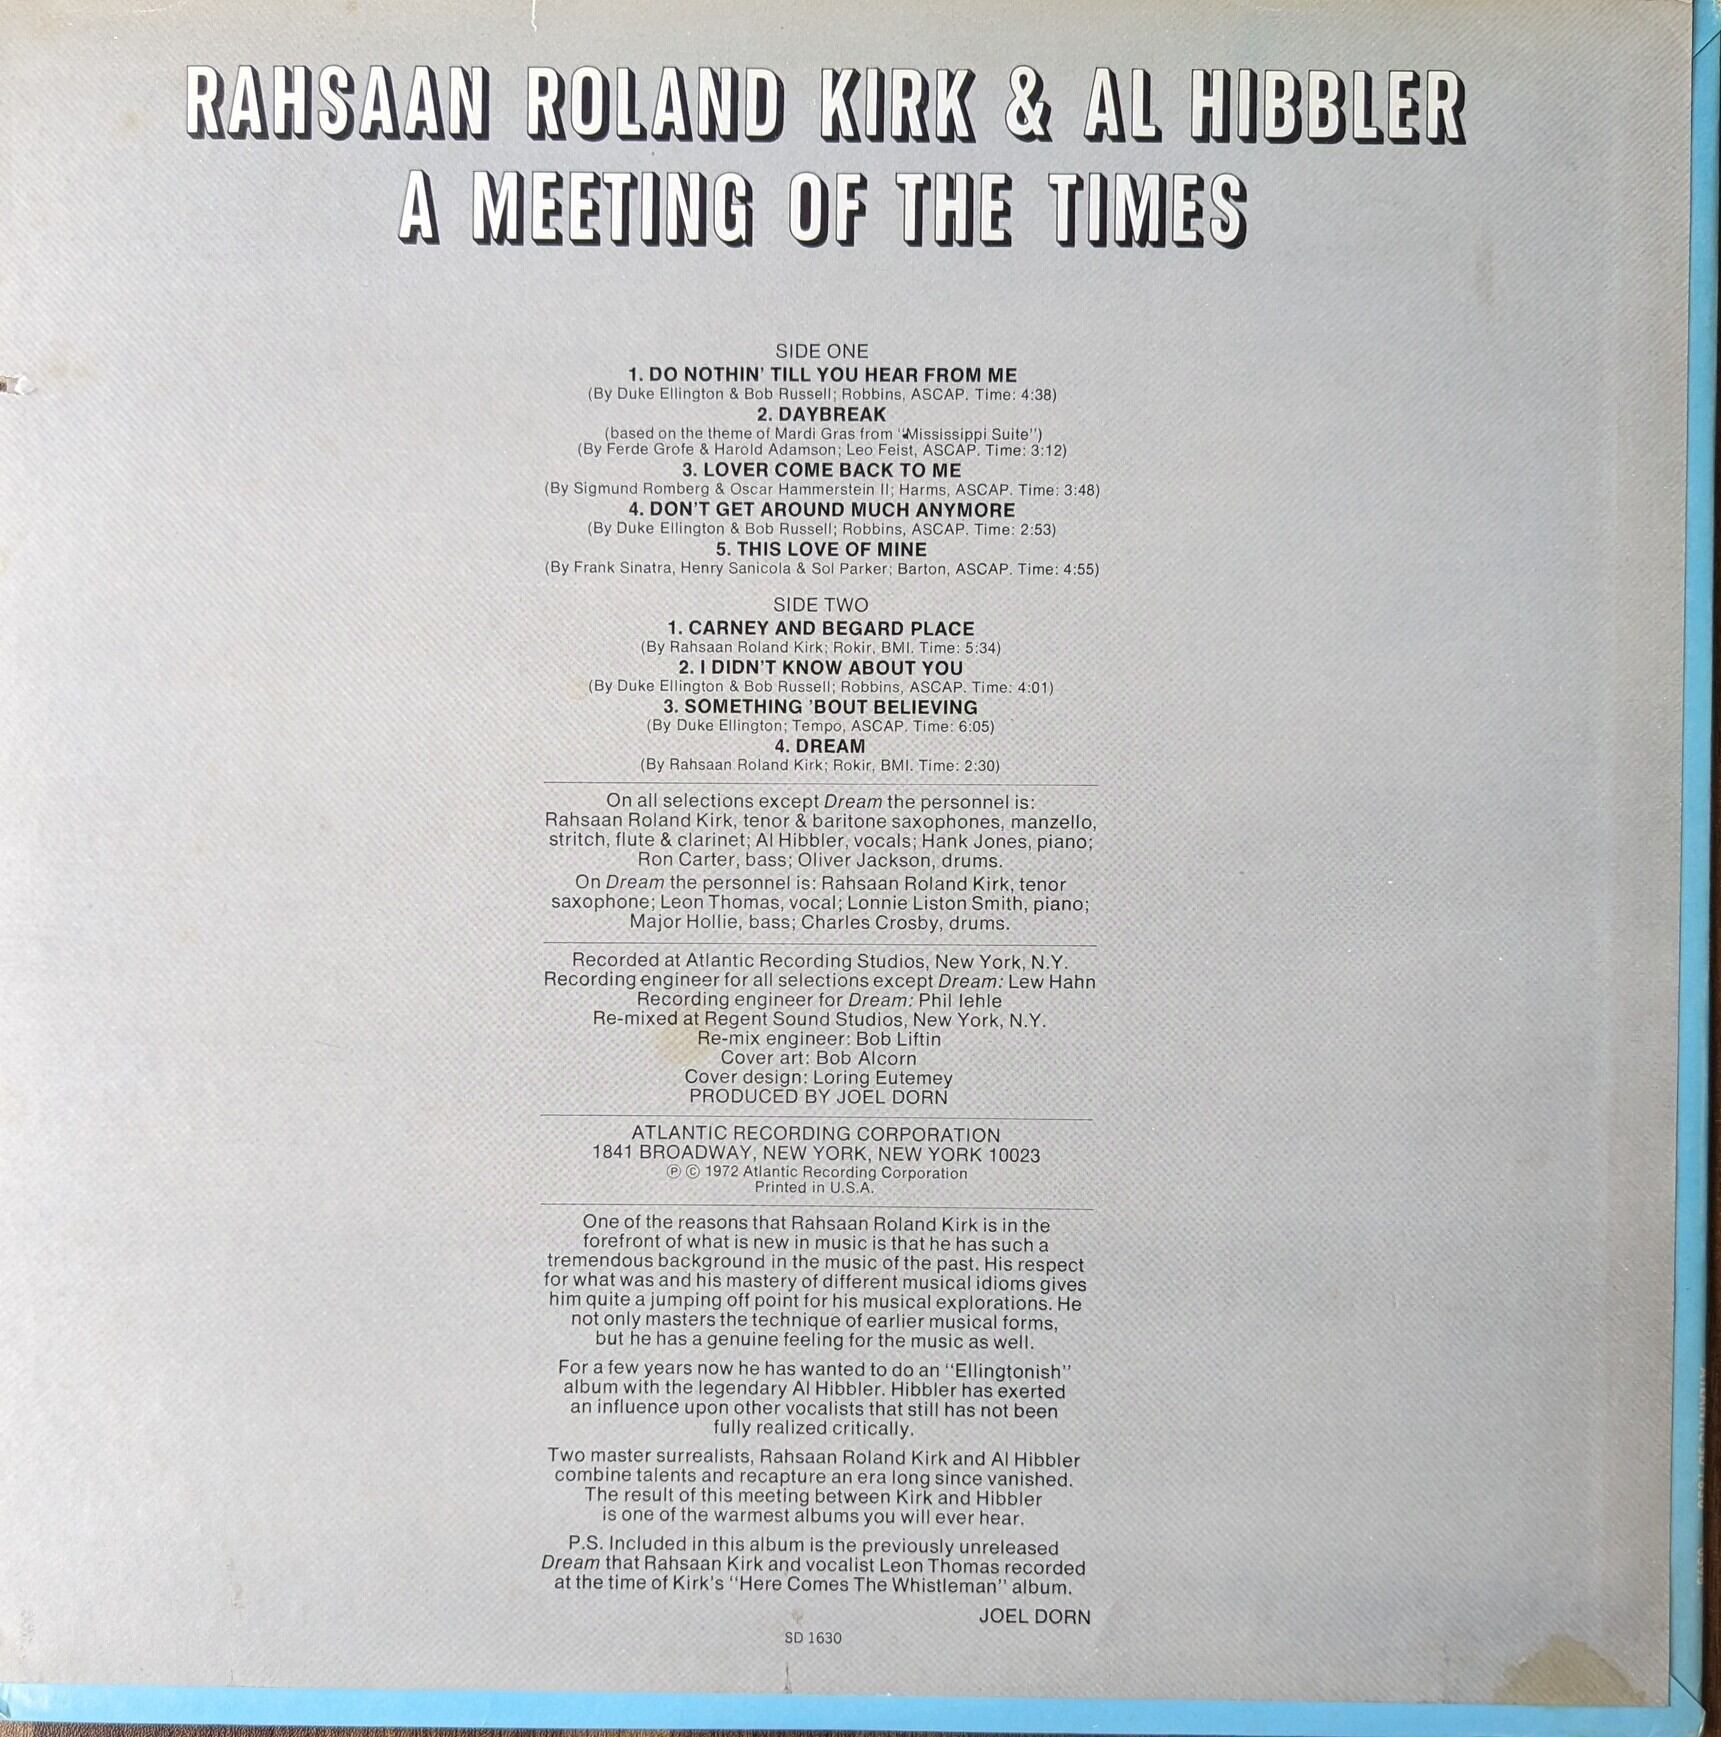 RAHSAAN ROLAND KIRK & AL HIBBLER
A MEETING OF THE TIMES
SIDE ONE
1. DO NOTHIN' TILL YOU HEAR FROM ME
(By Duke Ellington & Bob Russell; Robbins, ASCAP. Time: 4:38)
2. DAYBREAK
(based on the theme of Mardi Gras from "Mississippi Suite")
(By Ferde Grofe & Harold Adamson; Leo Feist, ASCAP. Time: 3:12)
3. LOVER COME BACK TO ME
(By Sigmund Romberg & Oscar Hammerstein II; Harms, ASCAP. Time: 3:48)
4. DON'T GET AROUND MUCH ANYMORE
(By Duke Ellington & Bob Russell; Robbins, ASCAP. Time: 2:53)
5. THIS LOVE OF MINE
(By Frank Sinatra, Henry Sanicola & Sol Parker; Barton, ASCAP. Time: 4:55)
SIDE TWO
1. CARNEY AND BEGARD PLACE
(By Rahsaan Roland Kirk; Rokir, BMI. Time: 5:34)
2. I DIDN'T KNOW ABOUT YOU
(By Duke Ellington & Bob Russell; Robbins, ASCAP. Time: 4:01)
3. SOMETHING 'BOUT BELIEVING
(By Duke Ellington; Tempo, ASCAP. Time: 6:05)
4. DREAM
(By Rahsaan Roland Kirk; Rokir, BMI. Time: 2:30)
On all selections except Dream the personnel is:
Rahsaan Roland Kirk, tenor & baritone saxophones, manzello,
stritch, flute & clarinet; Al Hibbler, vocals; Hank Jones, piano;
Ron Carter, bass; Oliver Jackson, drums.
On Dream the personnel is: Rahsaan Roland Kirk, tenor
saxophone; Leon Thomas, vocal; Lonnie Liston Smith, piano;
Major Hollie, bass; Charles Crosby, drums.
Recorded at Atlantic Recording Studios, New York, N.Y.
Recording engineer for all selections except Dream: Lew Hahn
Recording engineer for Dream: Phil Iehle
Re-mixed at Regent Sound Studios, New York, N.Y.
Re-mix engineer: Bob Liftin
Cover art: Bob Alcorn
Cover design: Loring Eutemey
PRODUCED BY JOEL DORN
ATLANTIC RECORDING CORPORATION
1841 BROADWAY, NEW YORK, NEW YORK 10023
℗ © 1972 Atlantic Recording Corporation
Printed in U.S.A.
One of the reasons that Rahsaan Roland Kirk is in the
forefront of what is new in music is that he has such a
tremendous background in the music of the past. His respect
for what was and his mastery of different musical idioms gives
him quite a jumping off point for his musical explorations. He
not only masters the technique of earlier musical forms,
but he has a genuine feeling for the music as well.
For a few years now he has wanted to do an "Ellingtonish"
album with the legendary Al Hibbler. Hibbler has exerted
an influence upon other vocalists that still has not been
fully realized critically.
Two master surrealists, Rahsaan Roland Kirk and Al Hibbler
combine talents and recapture an era long since vanished.
The result of this meeting between Kirk and Hibbler
is one of the warmest albums you will ever hear.
P.S. Included in this album is the previously unreleased
Dream that Rahsaan Kirk and vocalist Leon Thomas recorded
at the time of Kirk's "Here Comes The Whistleman" album.
JOEL DORN
SD 1630